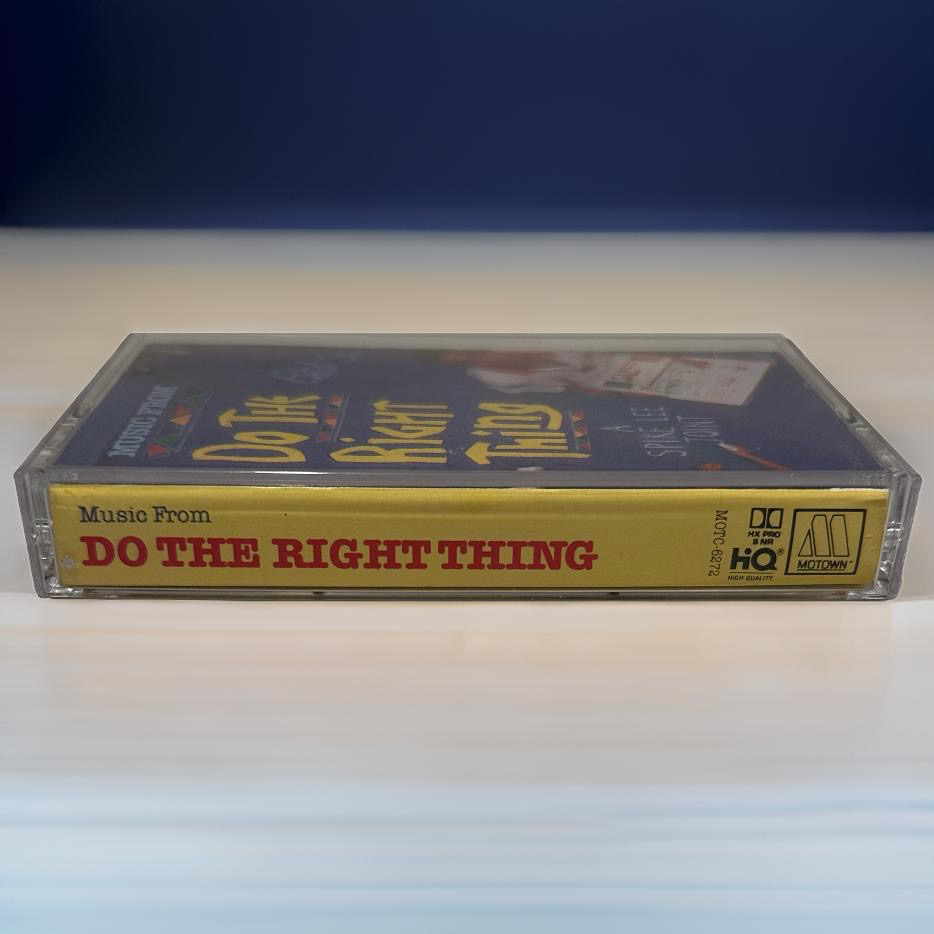 MUSIC FROM
DO THE
RIGHT
THING
A
SPIKE LEE
JOINT
Music From
DO THE RIGHT THING
MOTC-6272
HX PRO
B NR
HiQ®
HIGH QUALITY
MOTOWN